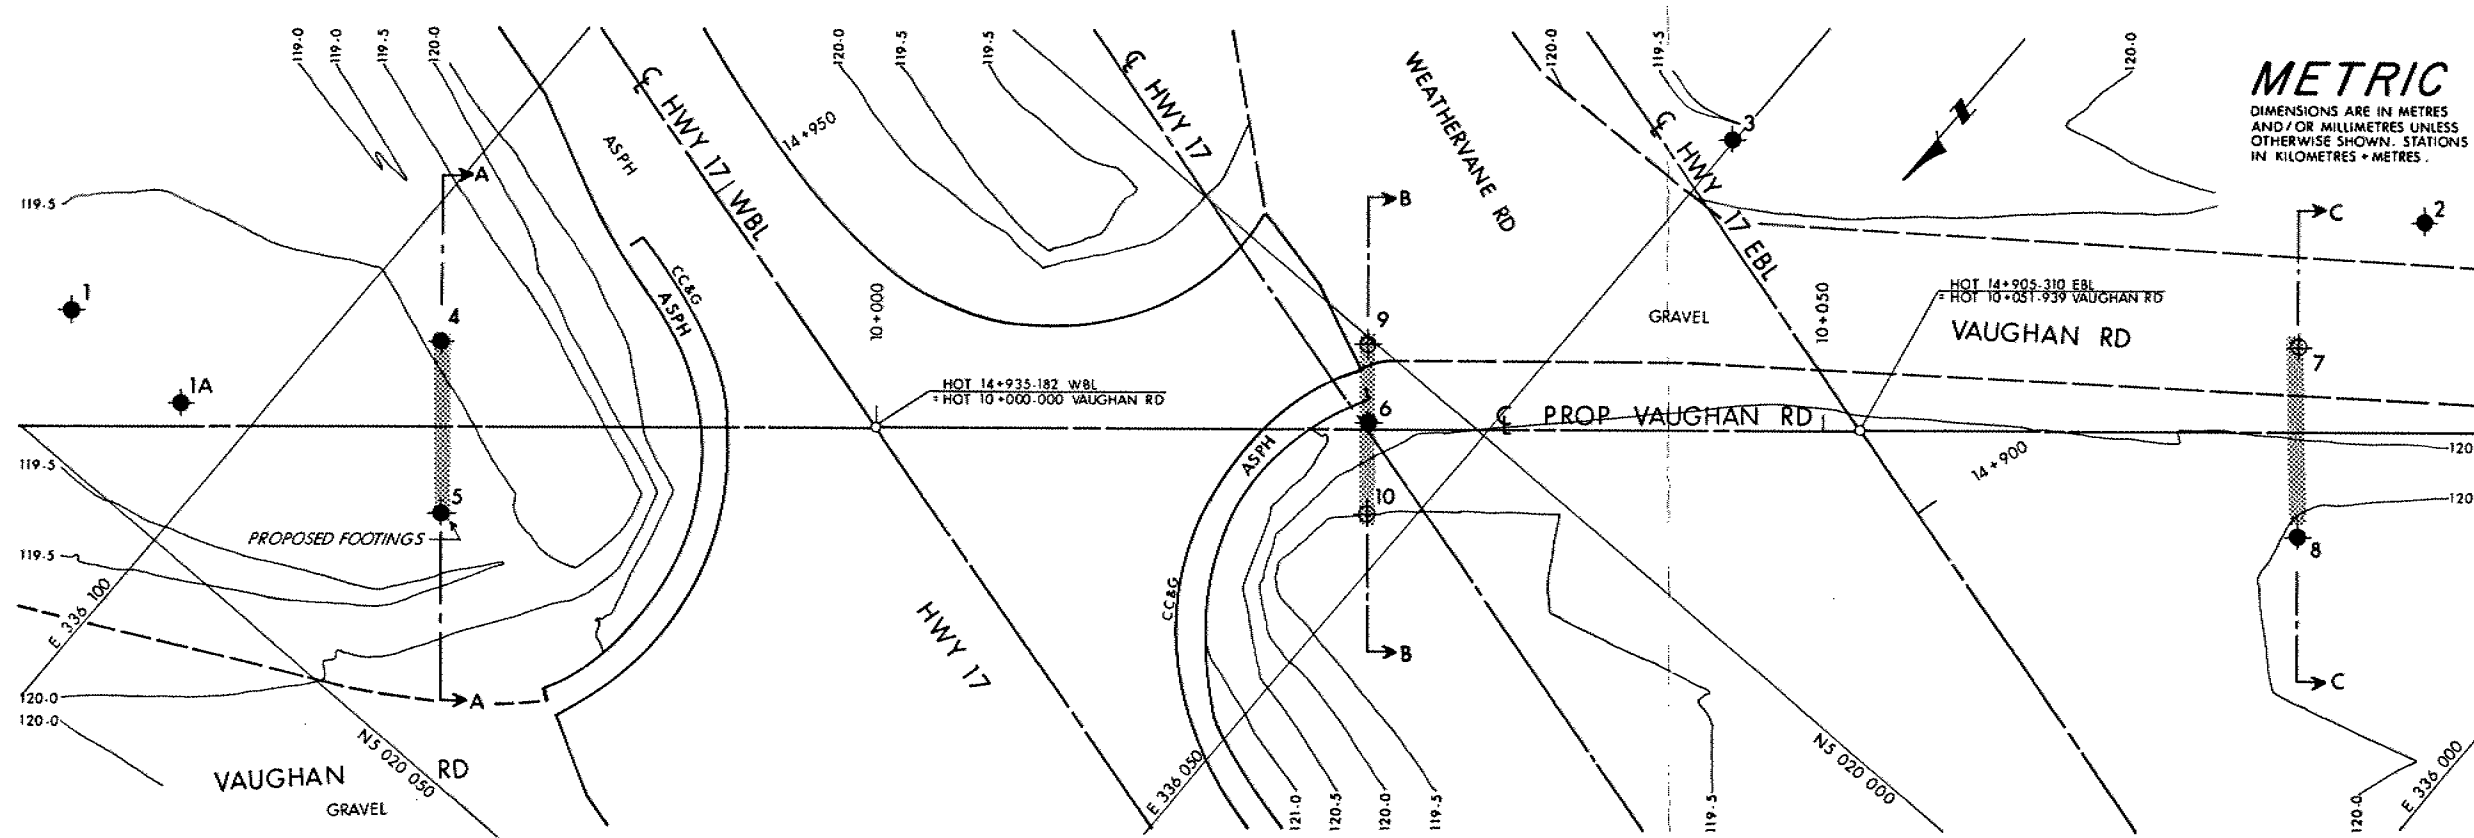 119.0
119.0
119.5
120.0
120.0
119.5
119.5
120.0
119.5
120.0
METRIC
DIMENSIONS ARE IN METRES
AND/OR MILLIMETRES UNLESS
OTHERWISE SHOWN. STATIONS
IN KILOMETRES + METRES.
℄ HWY 17 WBL
14+950
℄ HWY 17
WEATHERVANE RD
℄ HWY 17 EBL
ASPH
3
N
A
B
C
2
119.5
1
4
CC&G
ASPH
10+000
9
GRAVEL
10+050
HOT 14+905.310 EBL
= HOT 10+051.939 VAUGHAN RD
VAUGHAN RD
7
1A
HOT 14+935.182 WBL
= HOT 10+000.000 VAUGHAN RD
6
℄ PROP VAUGHAN RD
119.5
ASPH
14+900
120
5
10
120
PROPOSED FOOTINGS
8
119.5
E 336 100
CC&G
HWY 17
B
C
120.0
A
120.0
N5 020 050
E 336 050
N5 020 000
E 336 000
VAUGHAN RD
GRAVEL
121.0
120.5
120.0
119.5
119.5
120.0